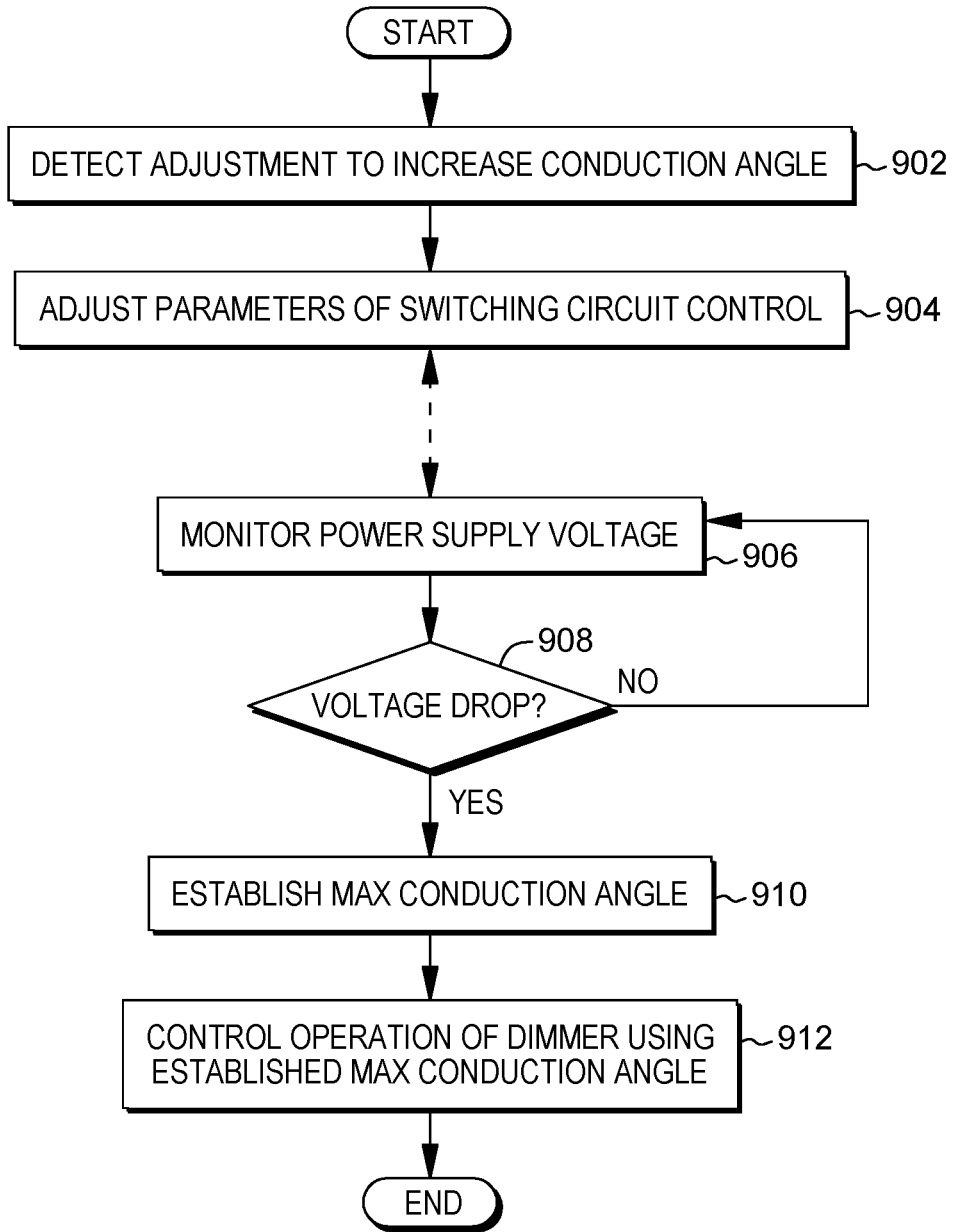 START
DETECT ADJUSTMENT TO INCREASE CONDUCTION ANGLE
902
ADJUST PARAMETERS OF SWITCHING CIRCUIT CONTROL
904
MONITOR POWER SUPPLY VOLTAGE
906
908
VOLTAGE DROP?
NO
YES
ESTABLISH MAX CONDUCTION ANGLE
910
CONTROL OPERATION OF DIMMER USING
ESTABLISHED MAX CONDUCTION ANGLE
912
END